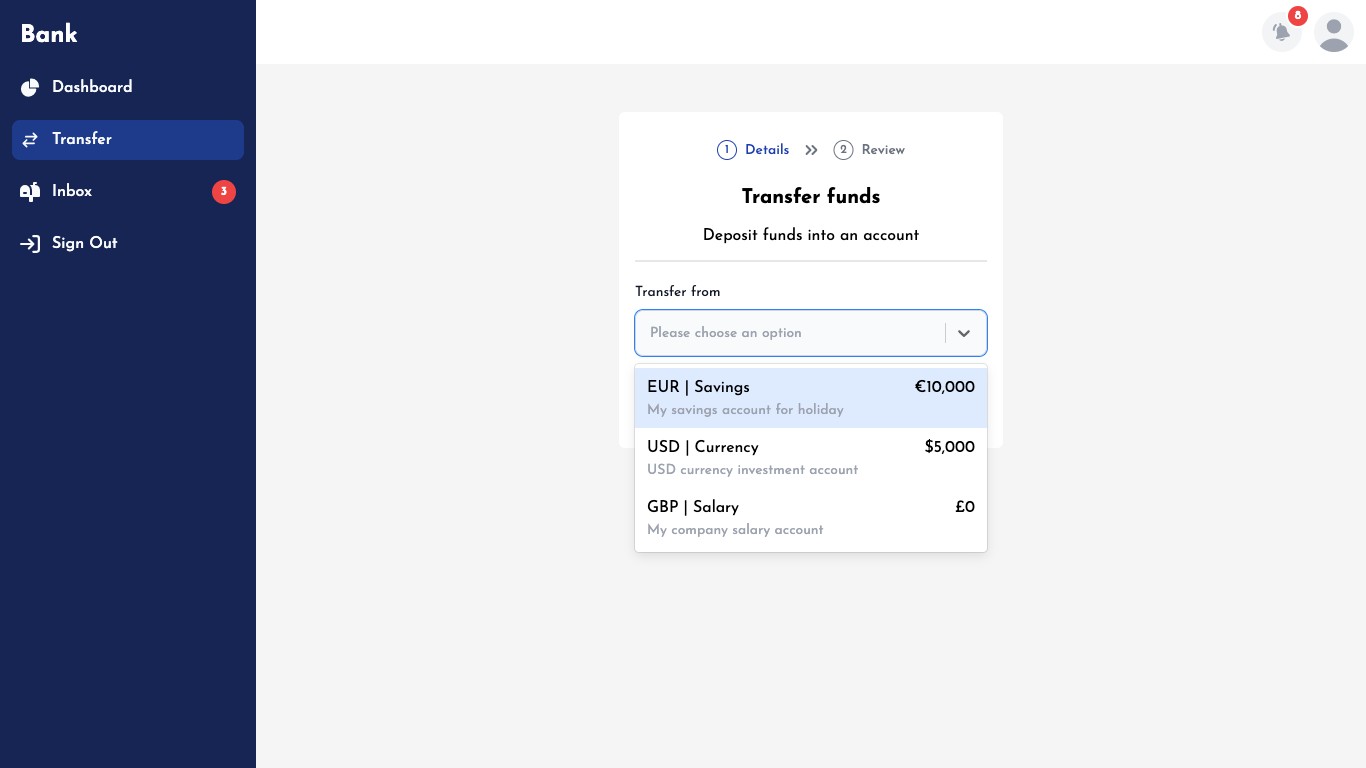 Bank
Dashboard
Transfer
Inbox
3
Sign Out
8
1 Details
2 Review
Transfer funds
Deposit funds into an account
Transfer from
Please choose an option
EUR | Savings €10,000
My savings account for holiday
USD | Currency $5,000
USD currency investment account
GBP | Salary £0
My company salary account